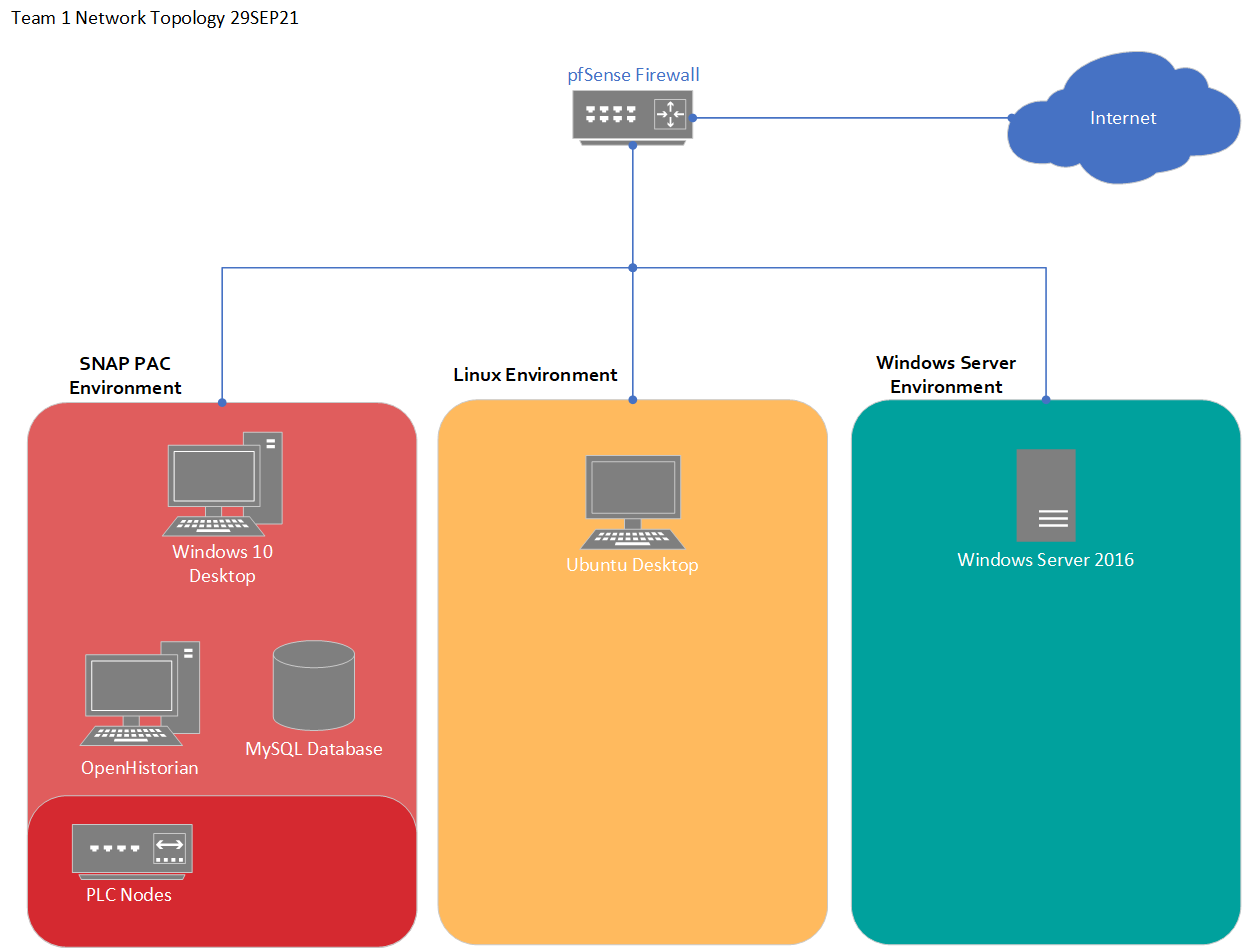 Team 1 Network Topology 29SEP21
pfSense Firewall
Internet
SNAP PAC
Environment
Linux Environment
Windows Server
Environment
Windows 10
Desktop
Ubuntu Desktop
Windows Server 2016
OpenHistorian
MySQL Database
PLC Nodes